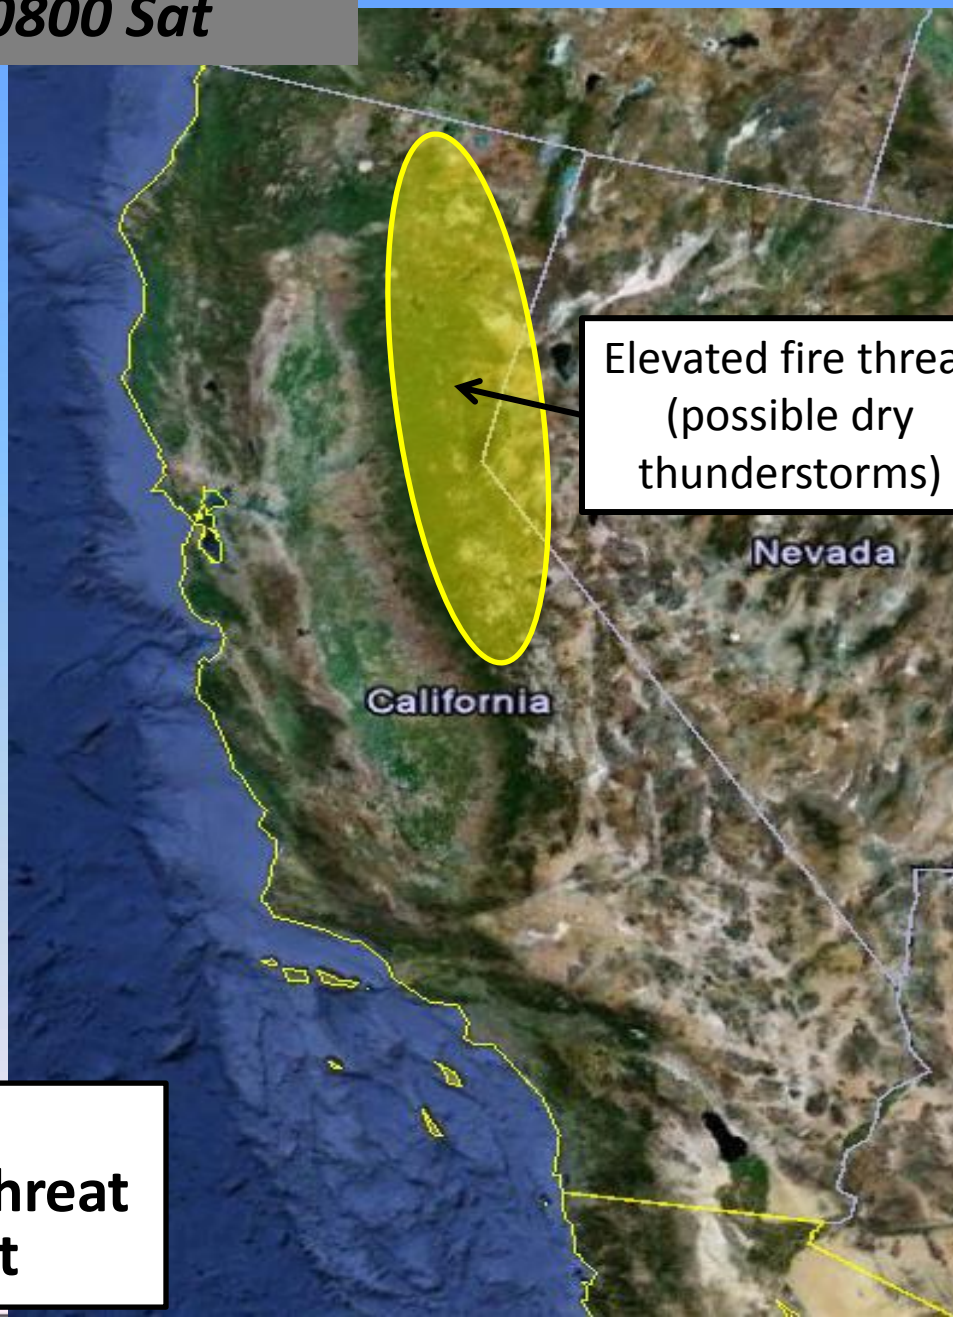 0800 Sat
Elevated fire threa
(possible dry
thunderstorms)
Nevada
California
hreat
t